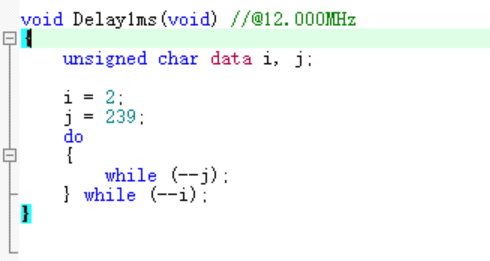 void Delay1ms(void) //@12.000MHz
{
    unsigned char data i, j;

    i = 2;
    j = 239;
    do
    {
        while (--j);
    } while (--i);
}